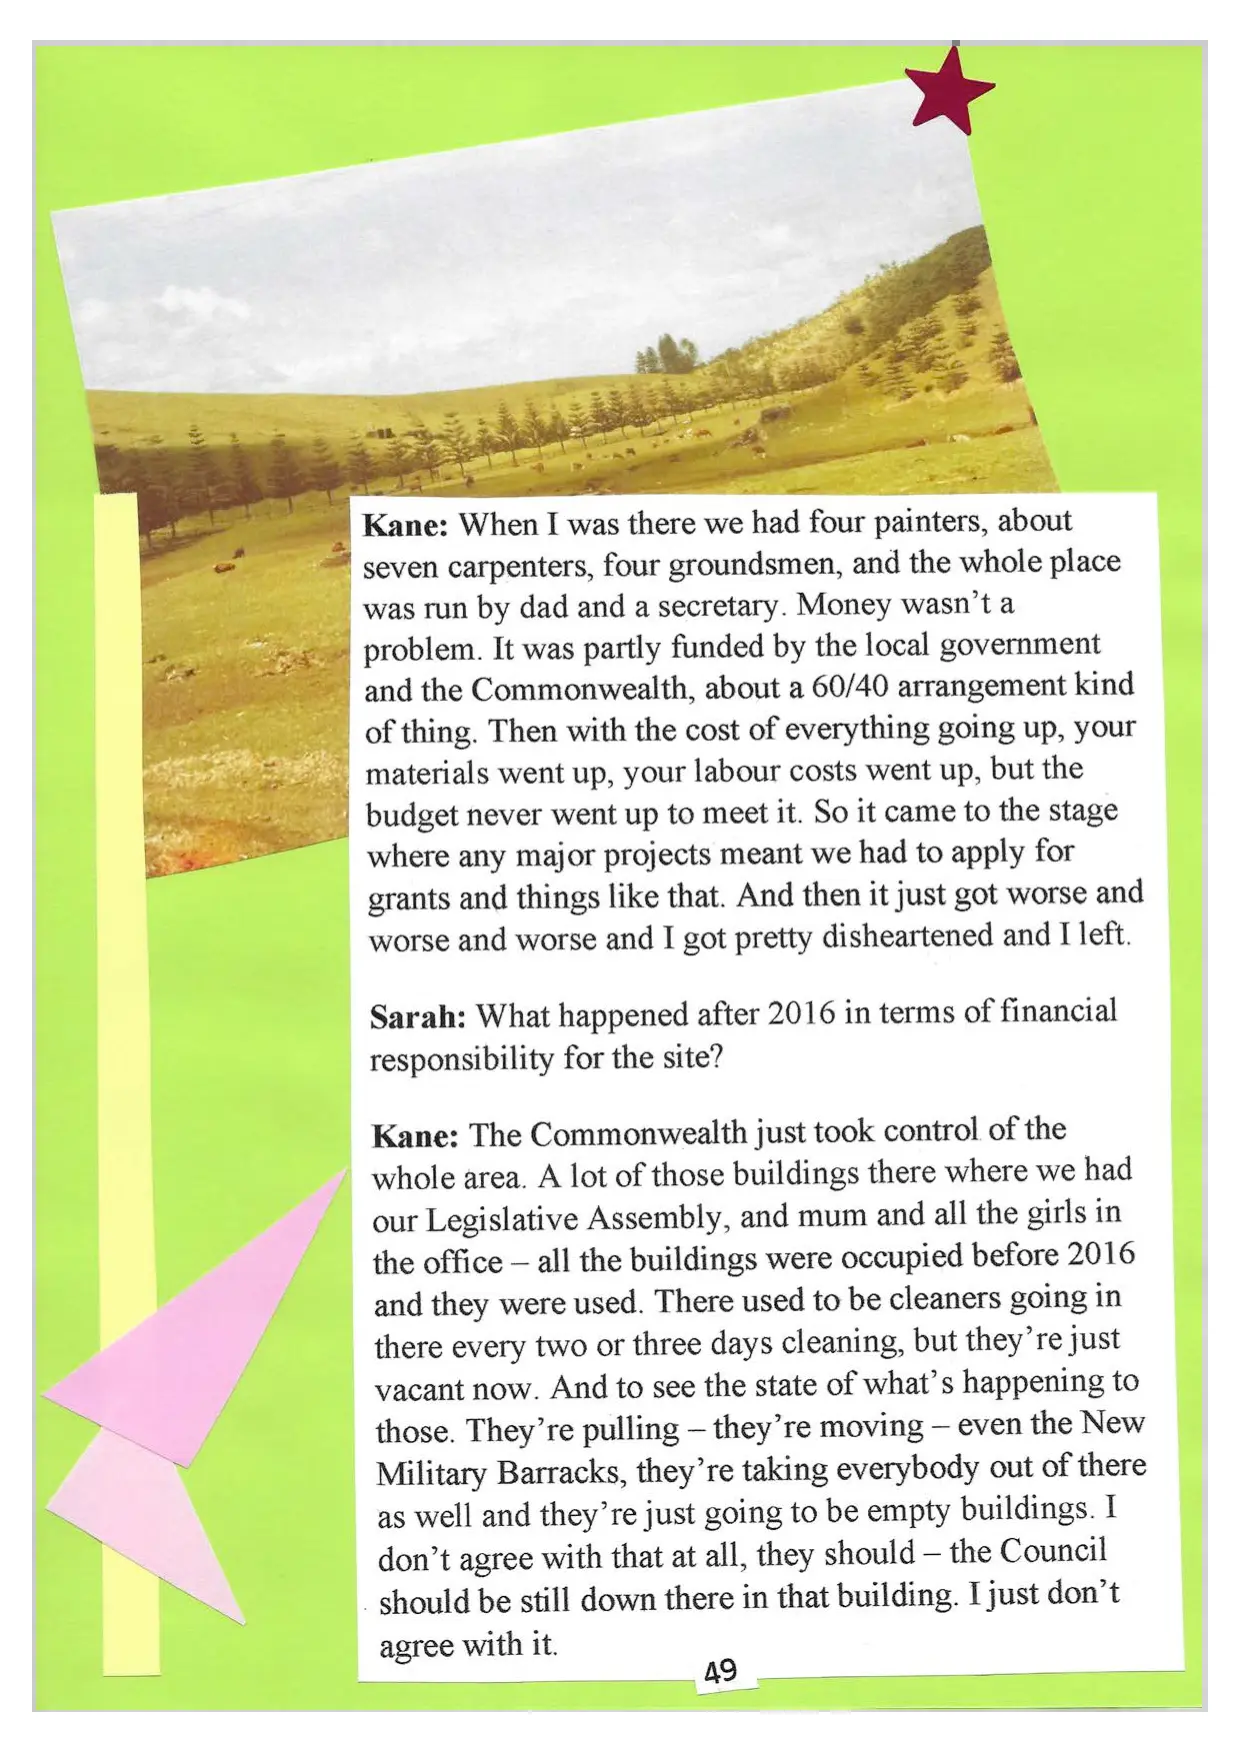 Kane: When I was there we had four painters, about
seven carpenters, four groundsmen, and the whole place
was run by dad and a secretary. Money wasn’t a
problem. It was partly funded by the local government
and the Commonwealth, about a 60/40 arrangement kind
of thing. Then with the cost of everything going up, your
materials went up, your labour costs went up, but the
budget never went up to meet it. So it came to the stage
where any major projects meant we had to apply for
grants and things like that. And then it just got worse and
worse and worse and I got pretty disheartened and I left.
Sarah: What happened after 2016 in terms of financial
responsibility for the site?
Kane: The Commonwealth just took control of the
whole area. A lot of those buildings there where we had
our Legislative Assembly, and mum and all the girls in
the office – all the buildings were occupied before 2016
and they were used. There used to be cleaners going in
there every two or three days cleaning, but they’re just
vacant now. And to see the state of what’s happening to
those. They’re pulling – they’re moving – even the New
Military Barracks, they’re taking everybody out of there
as well and they’re just going to be empty buildings. I
don’t agree with that at all, they should – the Council
should be still down there in that building. I just don’t
agree with it.
49